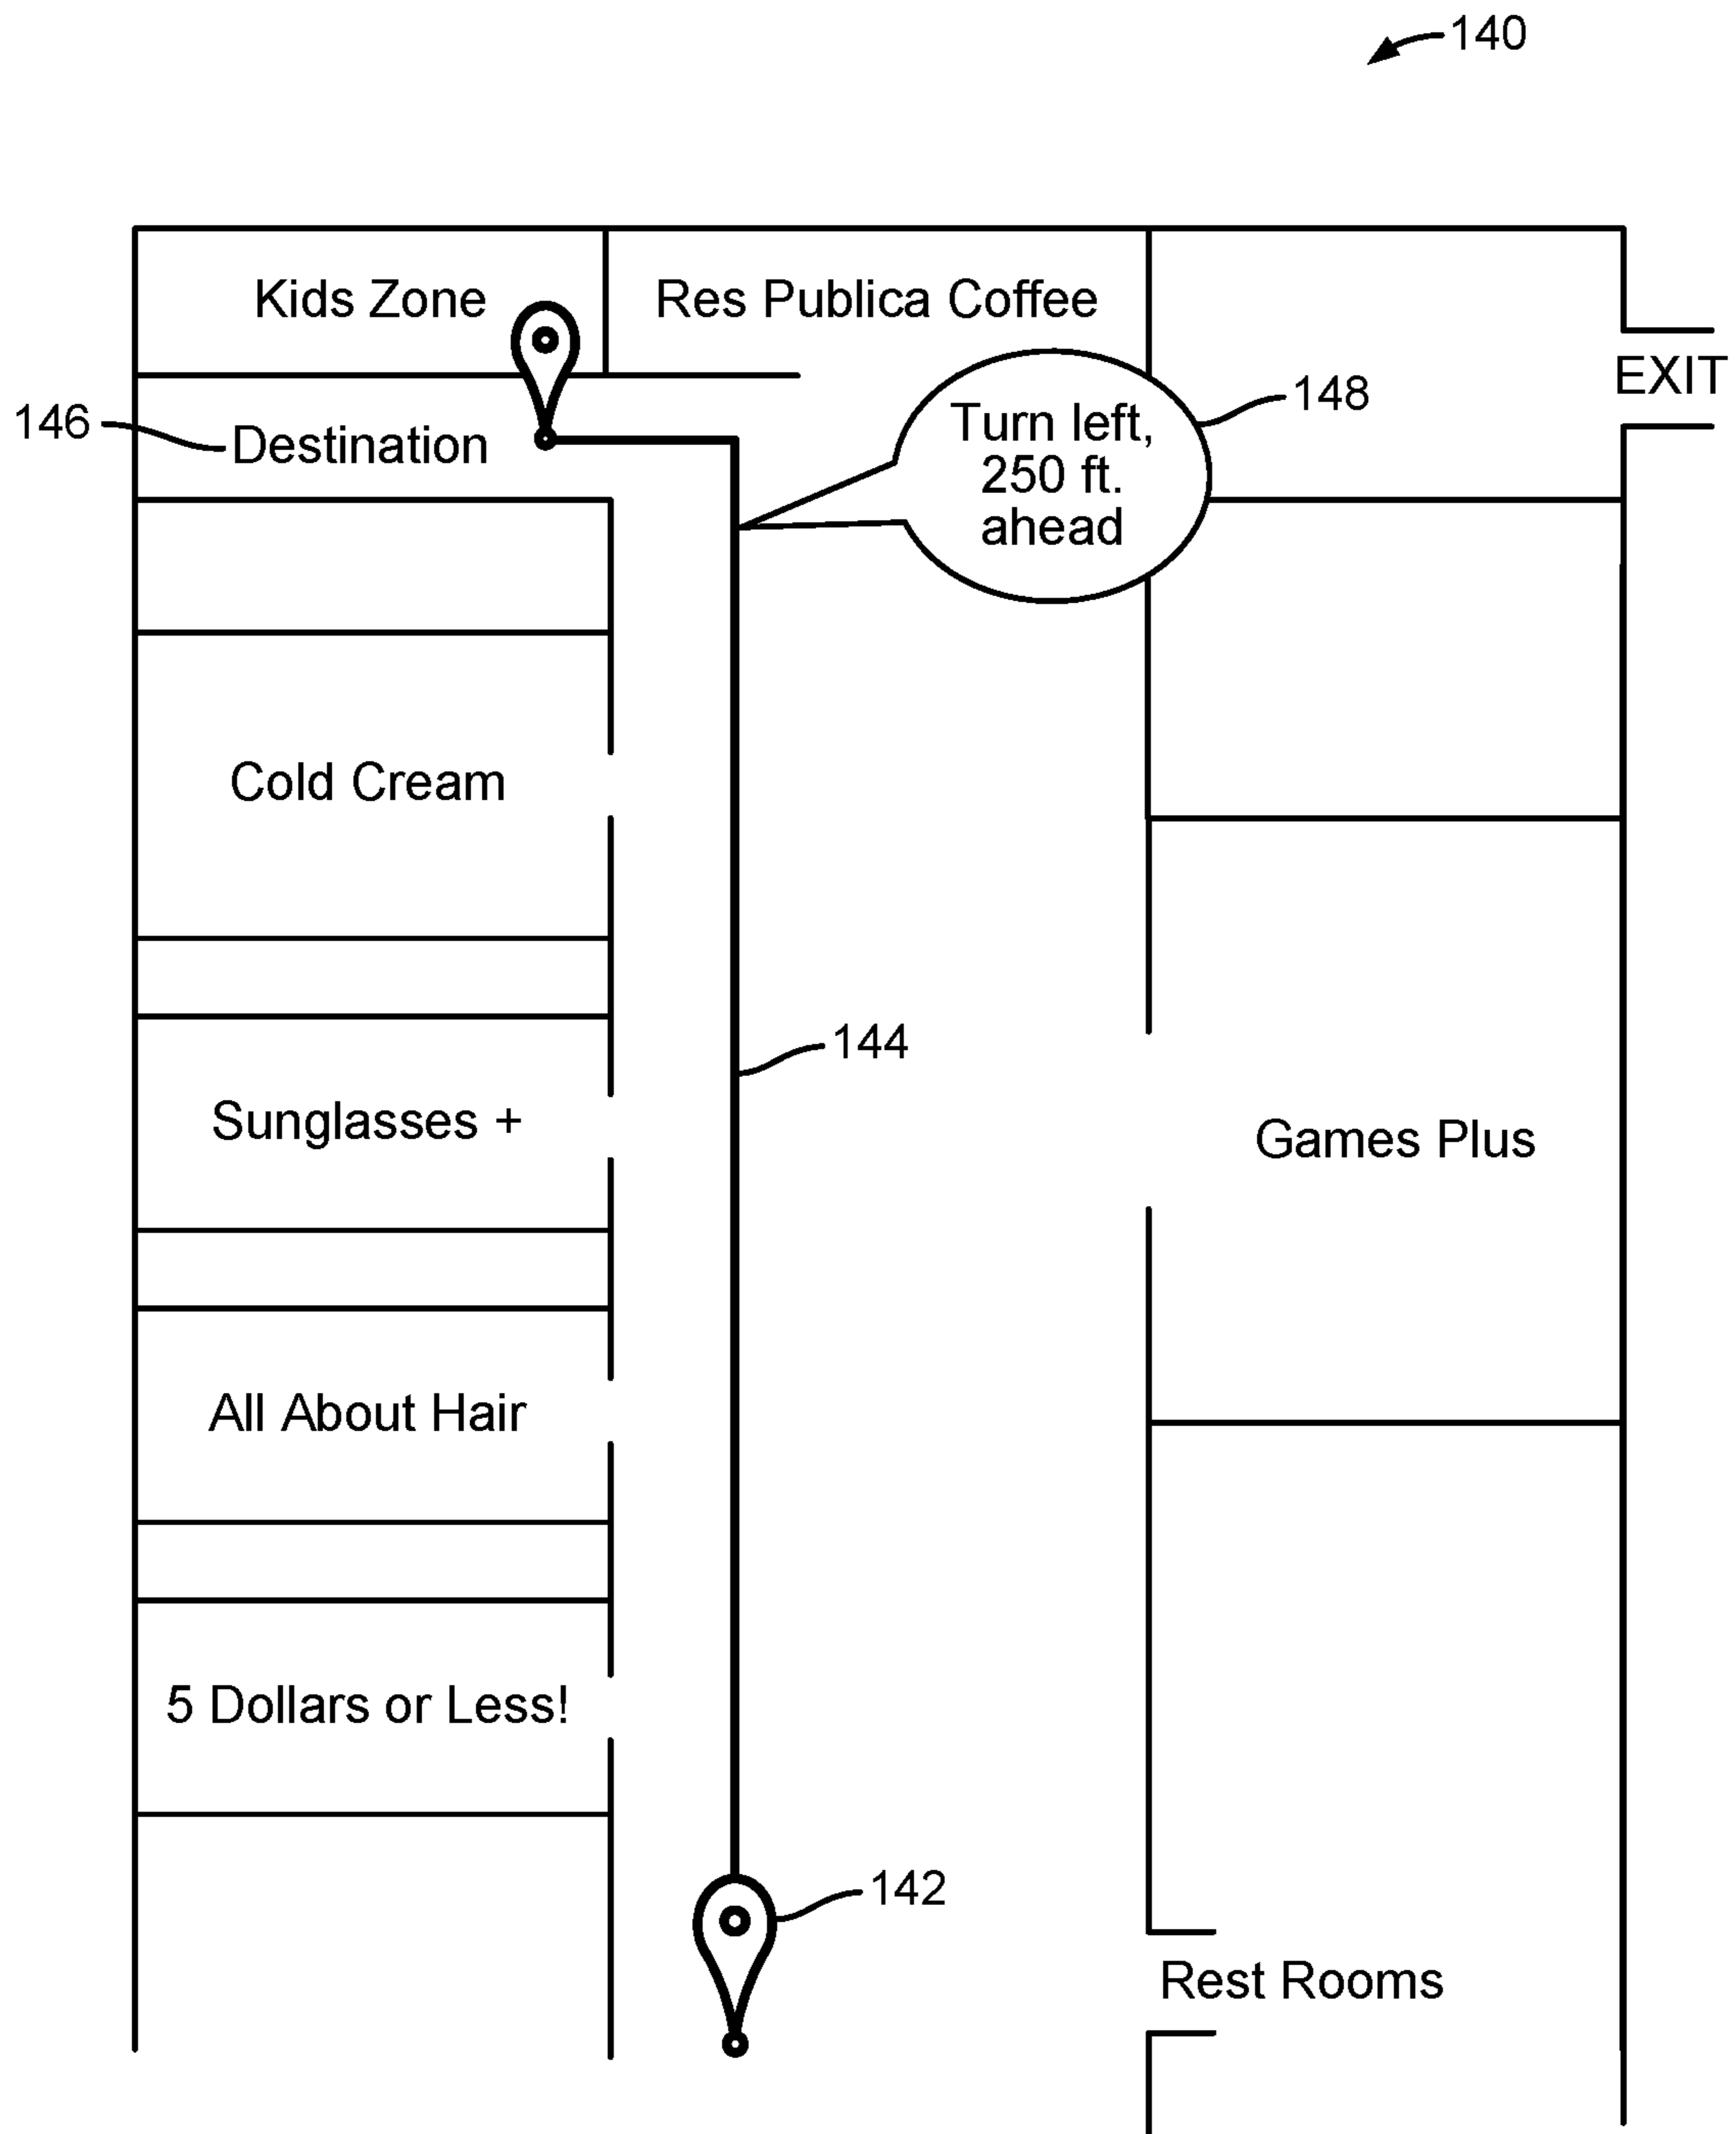 140
Kids Zone
Res Publica Coffee
EXIT
146
Destination
Turn left,
250 ft.
ahead
148
Cold Cream
144
Sunglasses +
Games Plus
All About Hair
5 Dollars or Less!
142
Rest Rooms